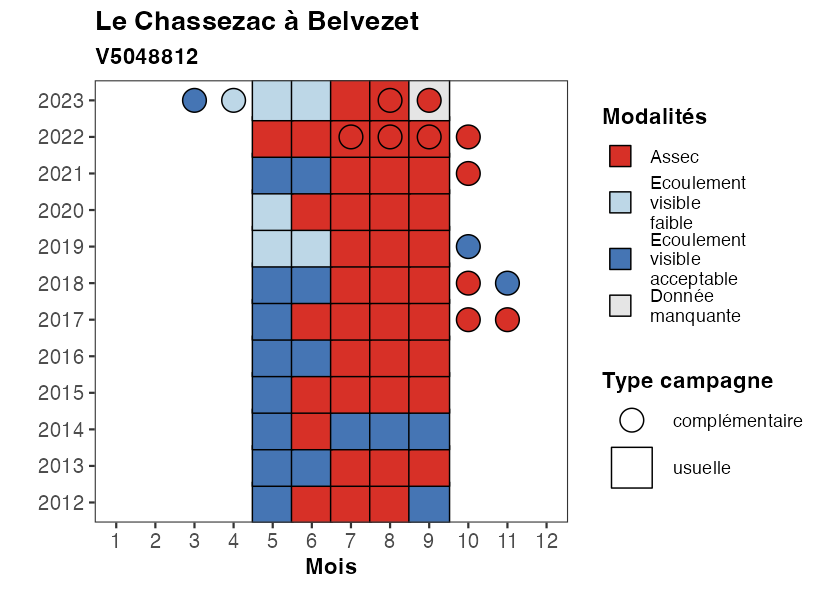 Le Chassezac à Belvezet
V5048812
2023
2022
2021
2020
2019
2018
2017
2016
2015
2014
2013
2012
1 2 3 4 5 6 7 8 9 10 11 12
Mois
Modalités
Assec
Ecoulement
visible
faible
Ecoulement
visible
acceptable
Donnée
manquante
Type campagne
complémentaire
usuelle